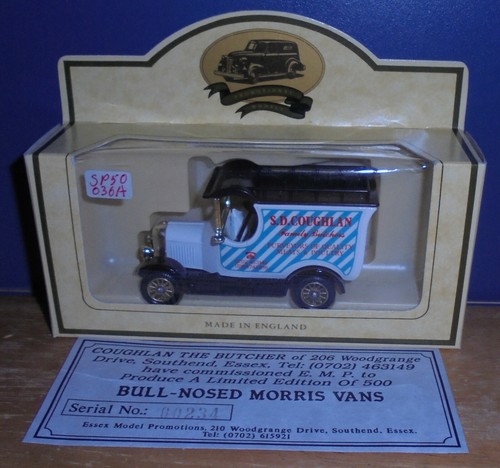 PROMOTIONAL
MODELS
SP50
036A
S.D.COUGHLAN
Family Butchers
MADE IN ENGLAND
COUGHLAN THE BUTCHER of 206 Woodgrange
Drive, Southend, Essex, Tel: (0702) 463149
have commissioned E. M. P. to
Produce A Limited Edition Of 500
BULL-NOSED MORRIS VANS
Serial No.: 00234
Essex Model Promotions, 210 Woodgrange Drive, Southend, Essex.
Tel: (0702) 615921